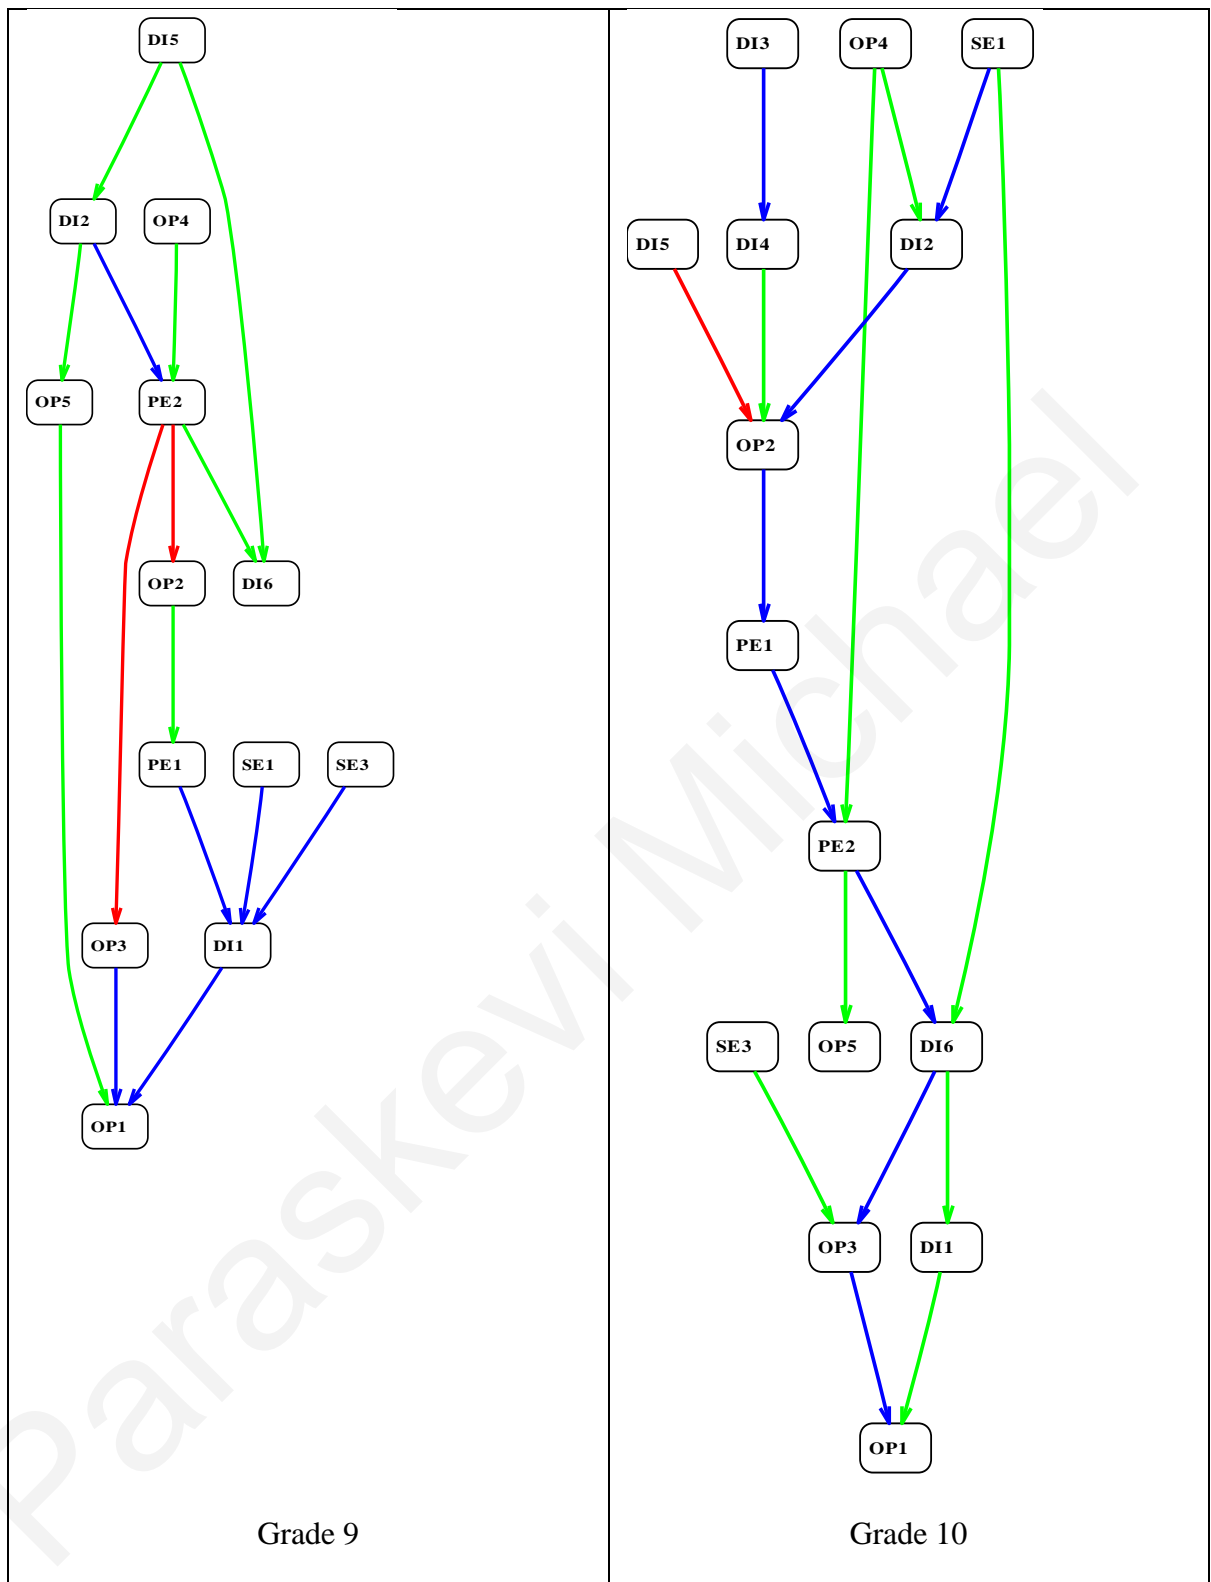 DI5
DI2 OP4
OP5 PE2
OP2 DI6
PE1 SE1 SE3
OP3 DI1
OP1
Grade 9
DI3 OP4 SE1
DI5 DI4 DI2
OP2
PE1
PE2
SE3 OP5 DI6
OP3 DI1
OP1
Grade 10
Paraskevi Michael